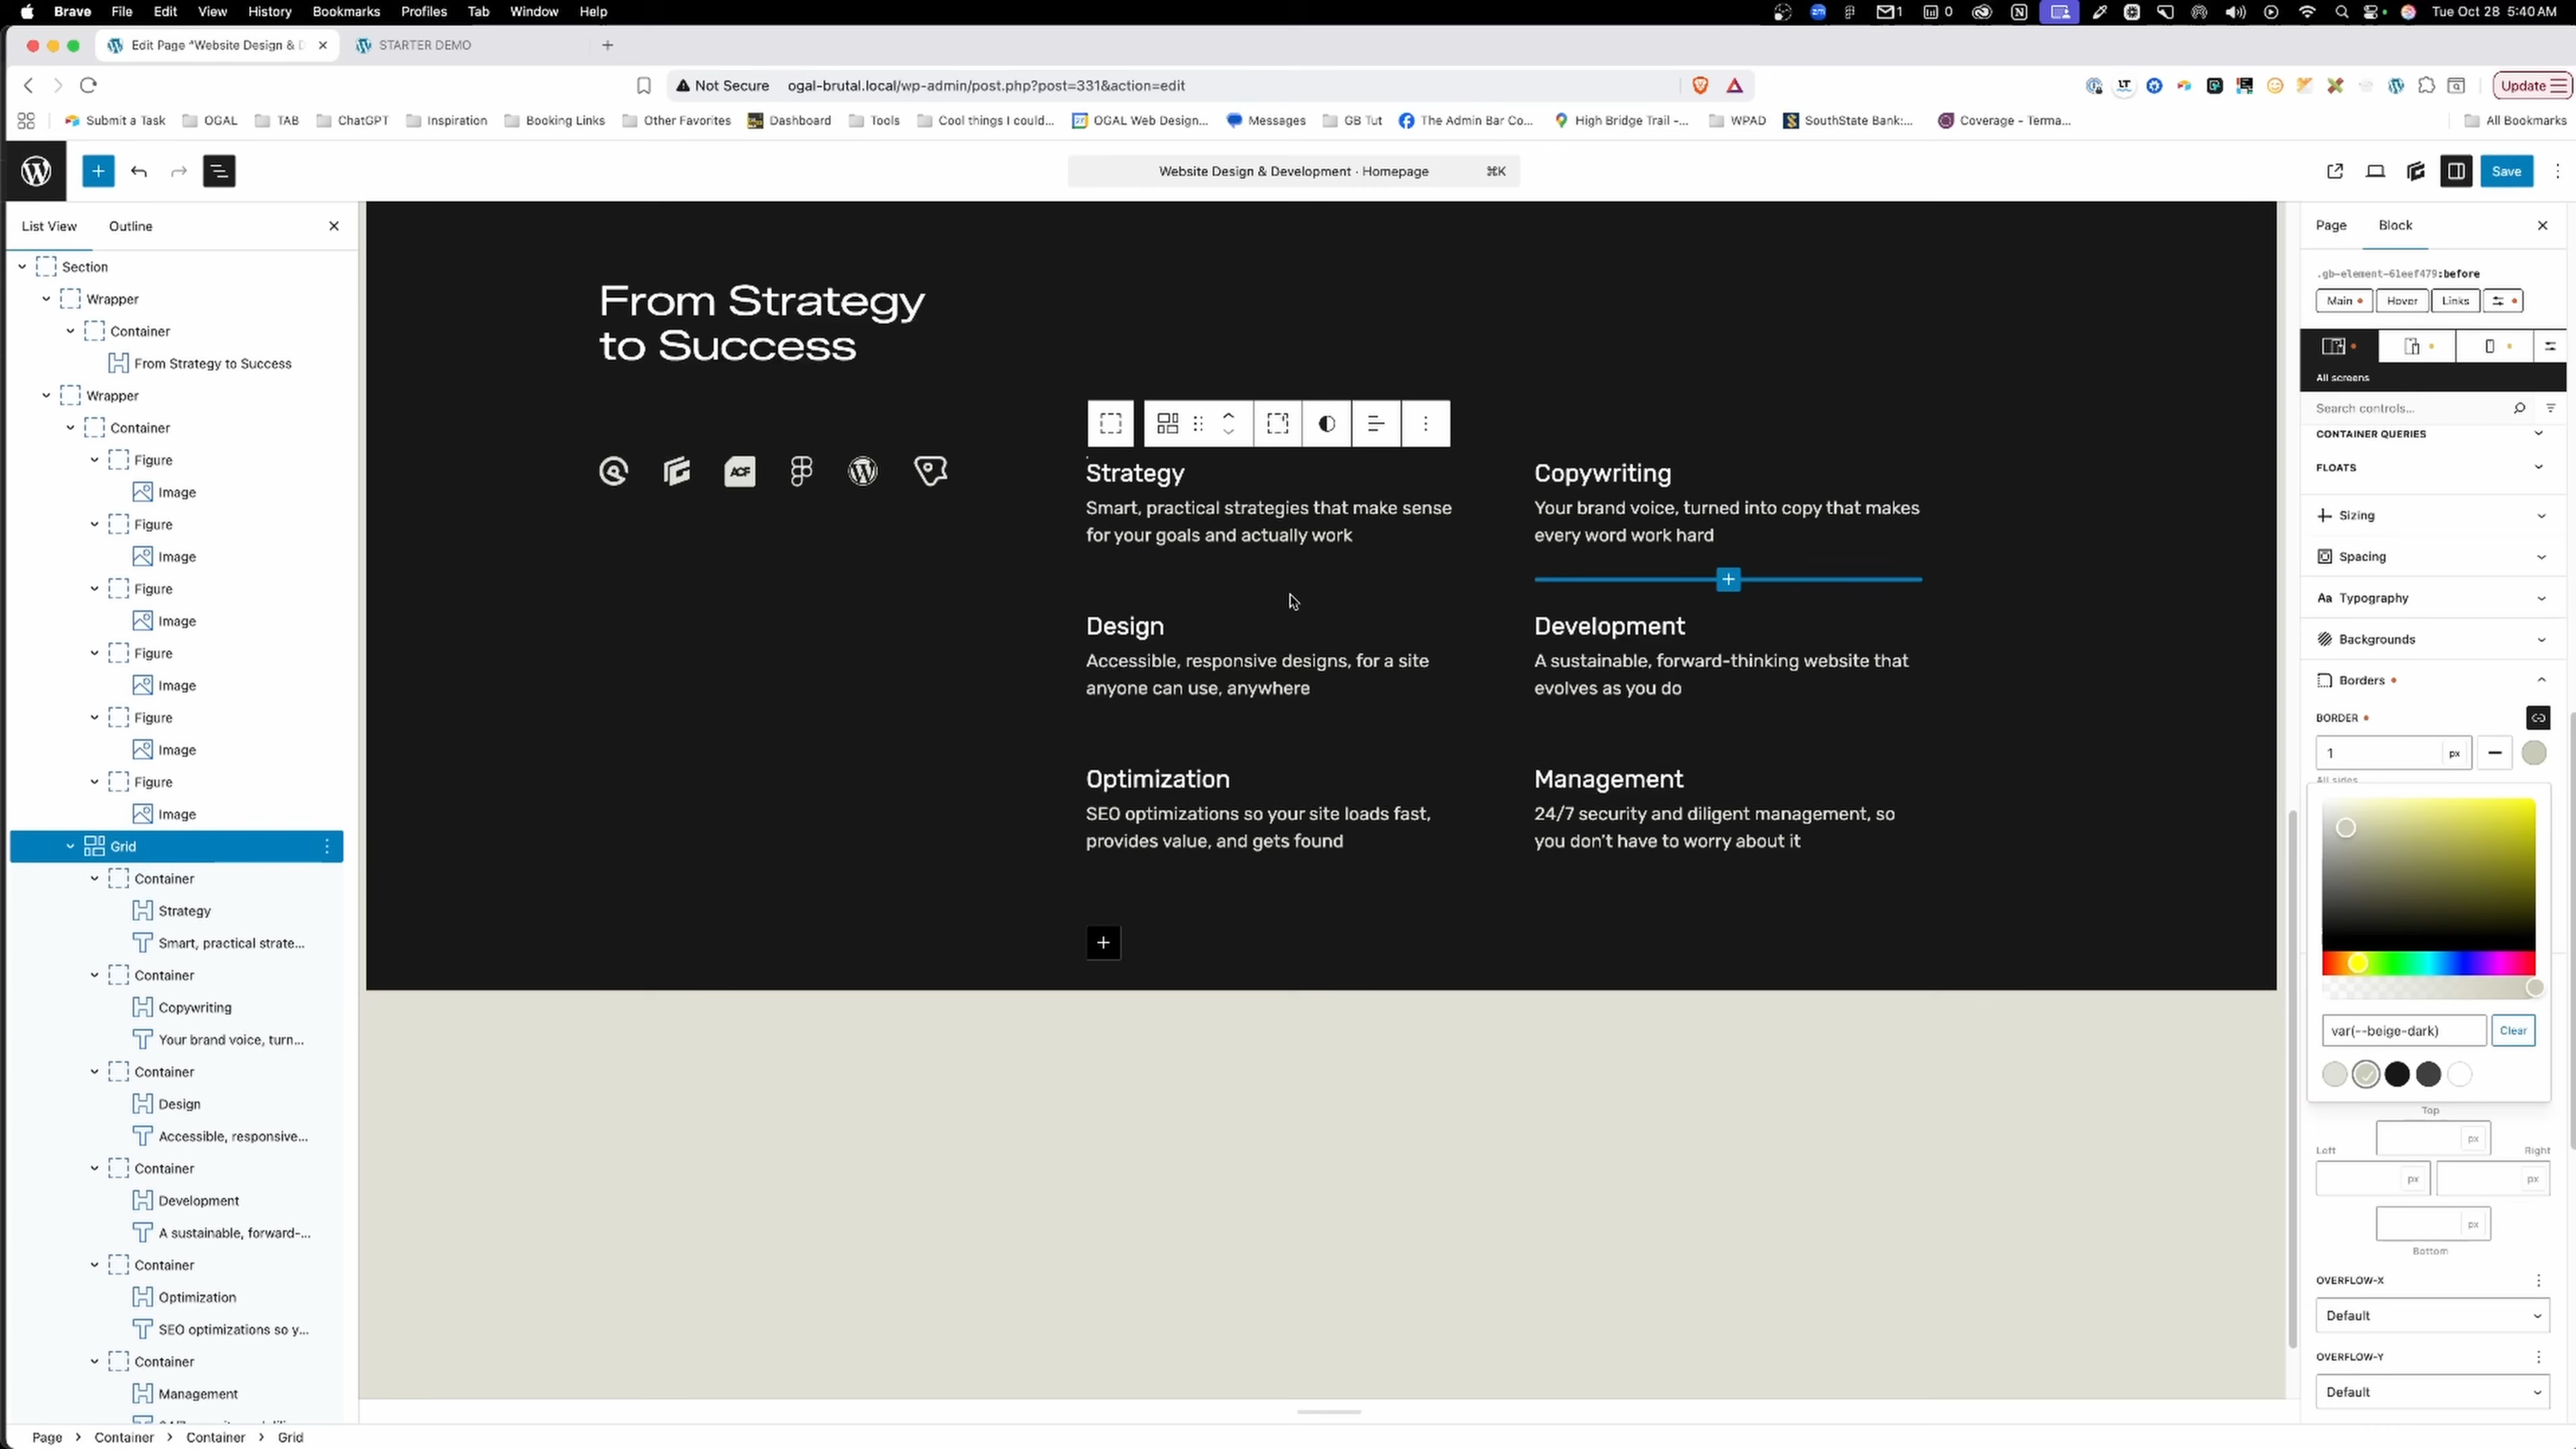 Brave File Edit View History Bookmarks Profiles Tab Window Help 1 0 Tue Oct 28 5:40 AM
Edit Page "Website Design & D STARTER DEMO
Not Secure ogal-brutal.local/wp-admin/post.php?post=331&action=edit Update
Submit a Task OGAL TAB ChatGPT Inspiration Booking Links Other Favorites Dashboard Tools Cool things I could... OGAL Web Design... Messages GB Tut The Admin Bar Co... High Bridge Trail -... WPAD SouthState Bank:... Coverage - Terma... All Bookmarks
Website Design & Development · Homepage ⌘K Save
List View Outline
Section
Wrapper
Container
From Strategy to Success
Wrapper
Container
Figure
Image
Figure
Image
Figure
Image
Figure
Image
Figure
Image
Figure
Image
Grid
Container
Strategy
Smart, practical strate...
Container
Copywriting
Your brand voice, turn...
Container
Design
Accessible, responsive...
Container
Development
A sustainable, forward-...
Container
Optimization
SEO optimizations so y...
Container
Management
From Strategy
to Success
ACF
Strategy
Smart, practical strategies that make sense
for your goals and actually work
Copywriting
Your brand voice, turned into copy that makes
every word work hard
Design
Accessible, responsive designs, for a site
anyone can use, anywhere
Development
A sustainable, forward-thinking website that
evolves as you do
Optimization
SEO optimizations so your site loads fast,
provides value, and gets found
Management
24/7 security and diligent management, so
you don't have to worry about it
Page Block
.gb-element-61eef479:before
Main Hover Links
All screens
Search controls...
CONTAINER QUERIES
FLOATS
Sizing
Spacing
Aa Typography
Backgrounds
Borders
BORDER
1 px
All sides
var(--beige-dark) Clear
Top
px
Left Right
px px
px
Bottom
OVERFLOW-X
Default
OVERFLOW-Y
Default
Page > Container > Container > Grid